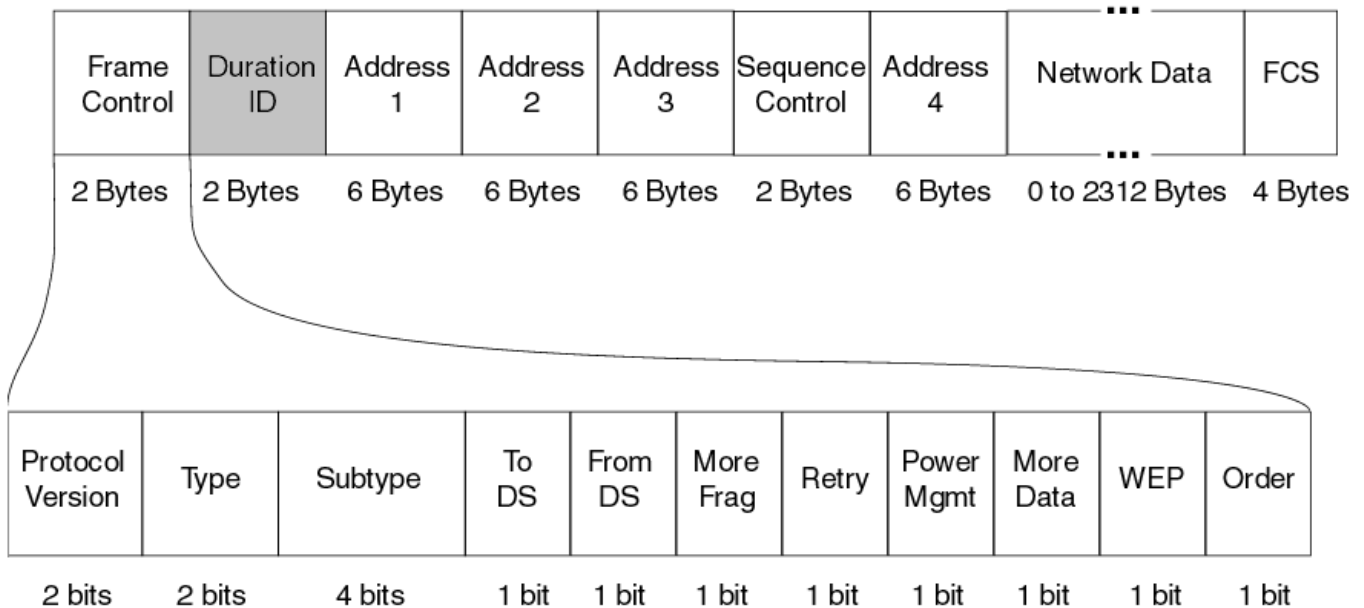 Frame Control
Duration ID
Address 1
Address 2
Address 3
Sequence Control
Address 4
Network Data
FCS
2 Bytes
2 Bytes
6 Bytes
6 Bytes
6 Bytes
2 Bytes
6 Bytes
0 to 2312 Bytes
4 Bytes
Protocol Version
Type
Subtype
To DS
From DS
More Frag
Retry
Power Mgmt
More Data
WEP
Order
2 bits
2 bits
4 bits
1 bit
1 bit
1 bit
1 bit
1 bit
1 bit
1 bit
1 bit